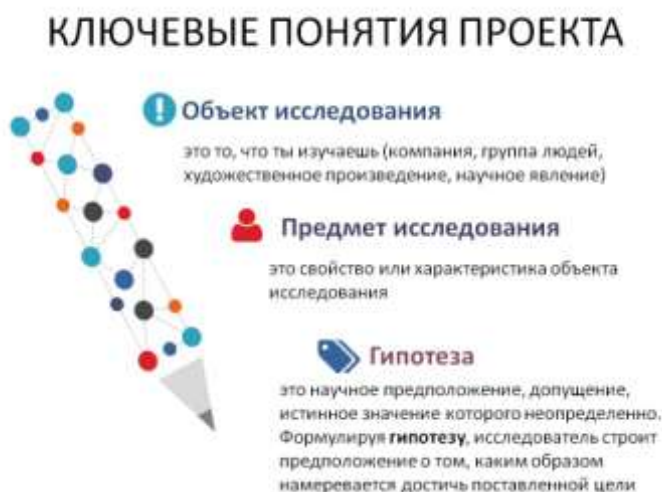 КЛЮЧЕВЫЕ ПОНЯТИЯ ПРОЕКТА
Объект исследования
это то, что ты изучаешь (компания, группа людей,
художественное произведение, научное явление)
Предмет исследования
это свойство или характеристика объекта
исследования
Гипотеза
это научное предположение, допущение,
истинное значение которого неопределенно.
Формулируя гипотезу, исследователь строит
предположение о том, каким образом
намеревается достичь поставленной цели